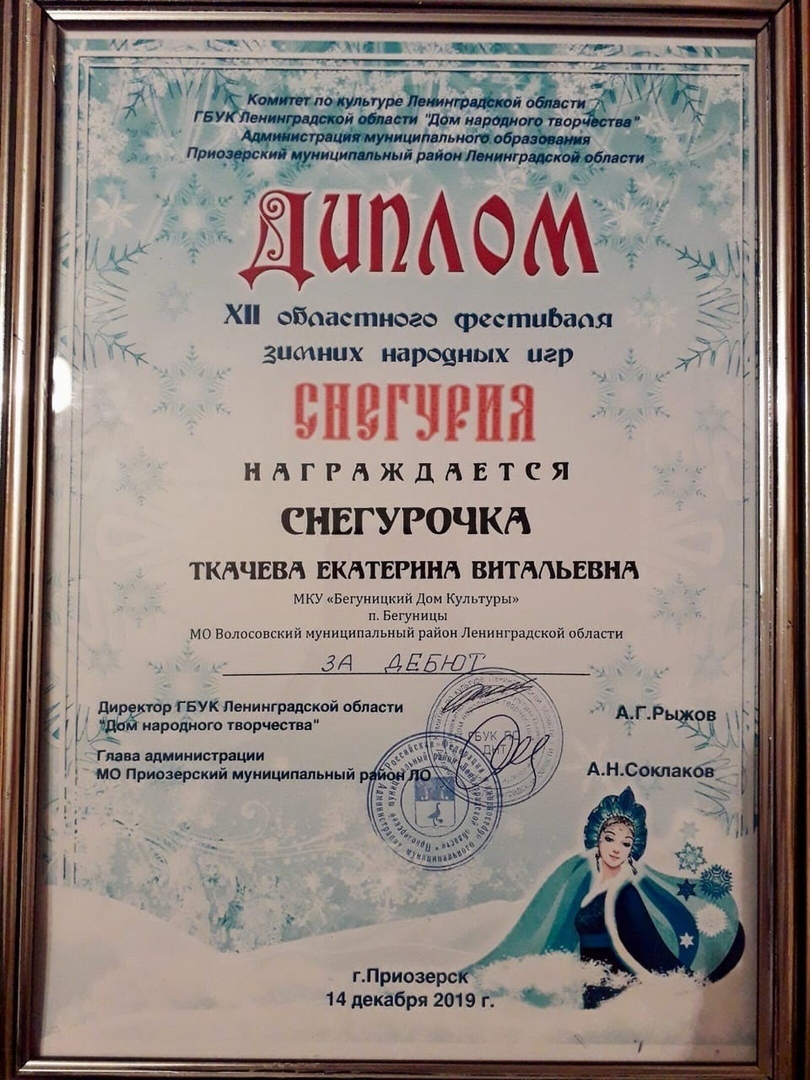 Комитет по культуре Ленинградской области
ГБУК Ленинградской области "Дом народного творчества"
Администрация муниципального образования
Приозерский муниципальный район Ленинградской области
ДИПЛОМ
XII областного фестиваля
зимних народных игр
СНЕГУРИЯ
НАГРАЖДАЕТСЯ
СНЕГУРОЧКА
ТКАЧЕВА ЕКАТЕРИНА ВИТАЛЬЕВНА
МКУ «Бегуницкий Дом Культуры»
п. Бегуницы
МО Волосовский муниципальный район Ленинградской области
ЗА ДЕБЮТ
Директор ГБУК Ленинградской области
"Дом народного творчества"
А.Г.Рыжов
Глава администрации
МО Приозерский муниципальный район ЛО
А.Н.Соклаков
ГБУК ЛО
ДНТ
г.Приозерск
14 декабря 2019 г.